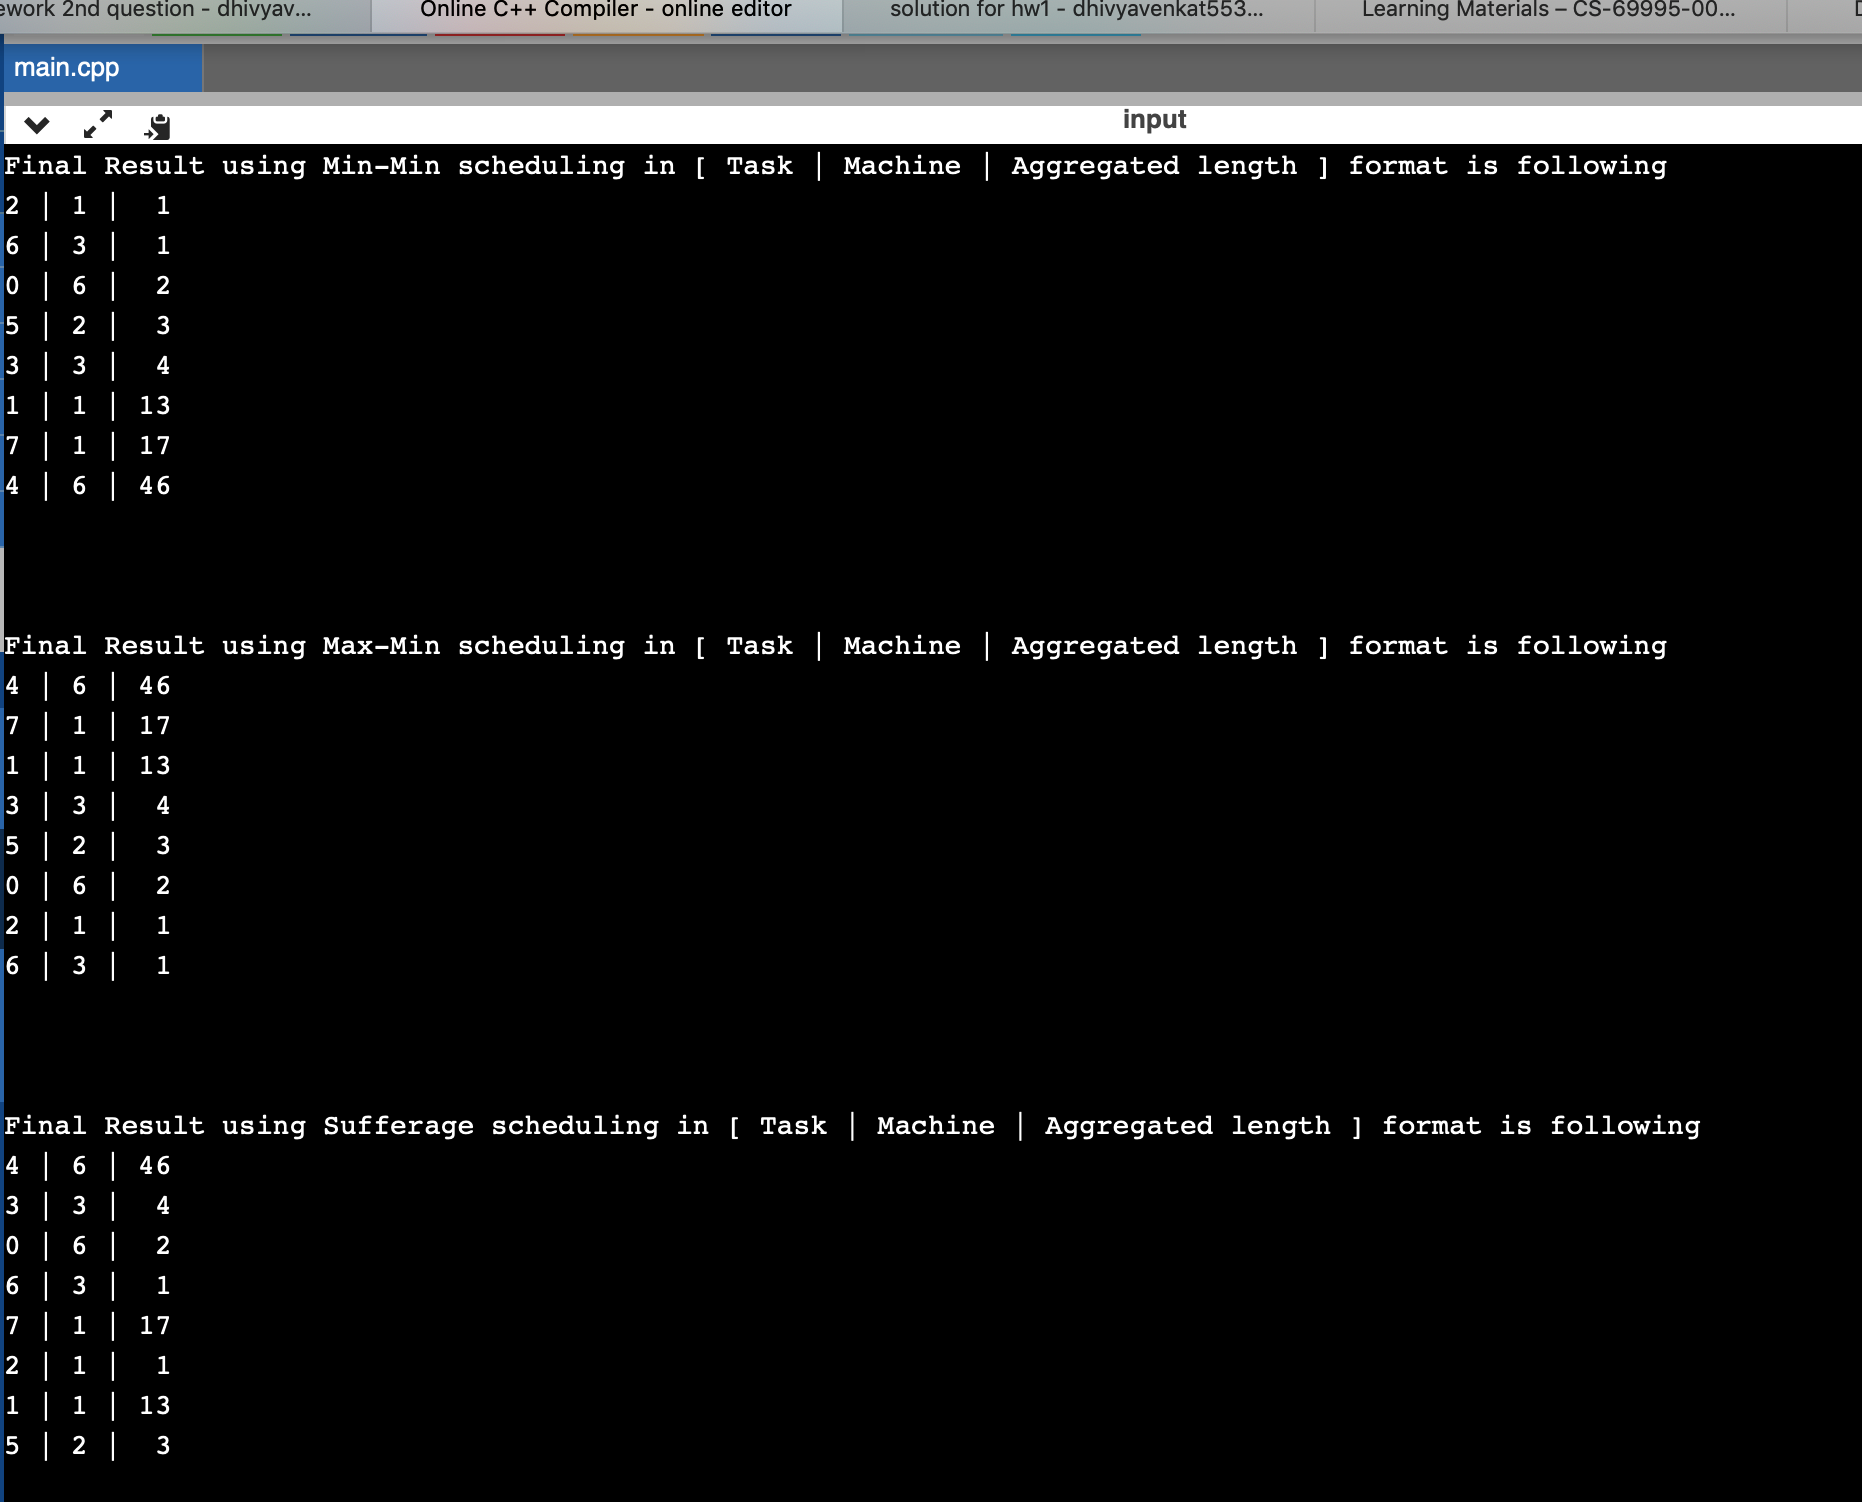 ework 2nd question - dhivyav... Online C++ Compiler - online editor solution for hw1 - dhivyavenkat553... Learning Materials – CS-69995-00...
main.cpp
input
Final Result using Min-Min scheduling in [ Task | Machine | Aggregated length ] format is following
2 | 1 | 1
6 | 3 | 1
0 | 6 | 2
5 | 2 | 3
3 | 3 | 4
1 | 1 | 13
7 | 1 | 17
4 | 6 | 46
Final Result using Max-Min scheduling in [ Task | Machine | Aggregated length ] format is following
4 | 6 | 46
7 | 1 | 17
1 | 1 | 13
3 | 3 | 4
5 | 2 | 3
0 | 6 | 2
2 | 1 | 1
6 | 3 | 1
Final Result using Sufferage scheduling in [ Task | Machine | Aggregated length ] format is following
4 | 6 | 46
3 | 3 | 4
0 | 6 | 2
6 | 3 | 1
7 | 1 | 17
2 | 1 | 1
1 | 1 | 13
5 | 2 | 3